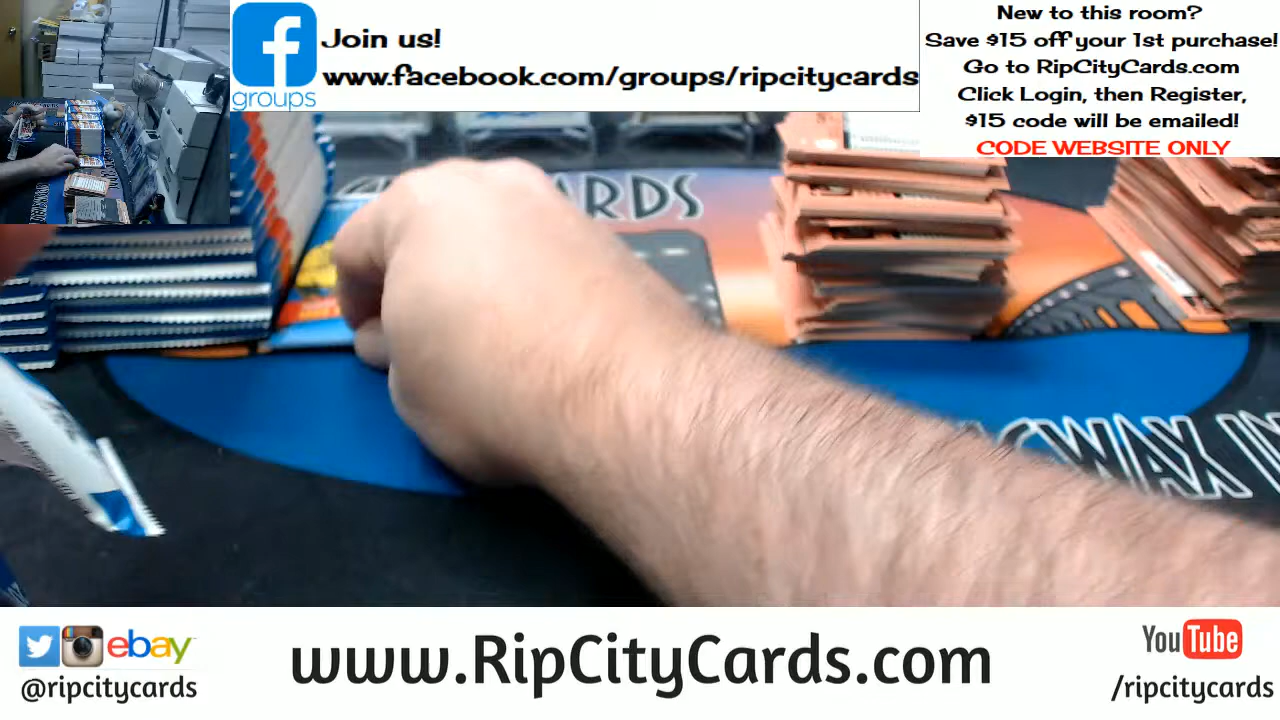 Join us!
www.facebook.com/groups/ripcitycards
groups
New to this room?
Save $15 off your 1st purchase!
Go to RipCityCards.com
Click Login, then Register,
$15 code will be emailed!
CODE WEBSITE ONLY
CARDS
WAX
ebay
@ripcitycards
www.RipCityCards.com
YouTube
/ripcitycards